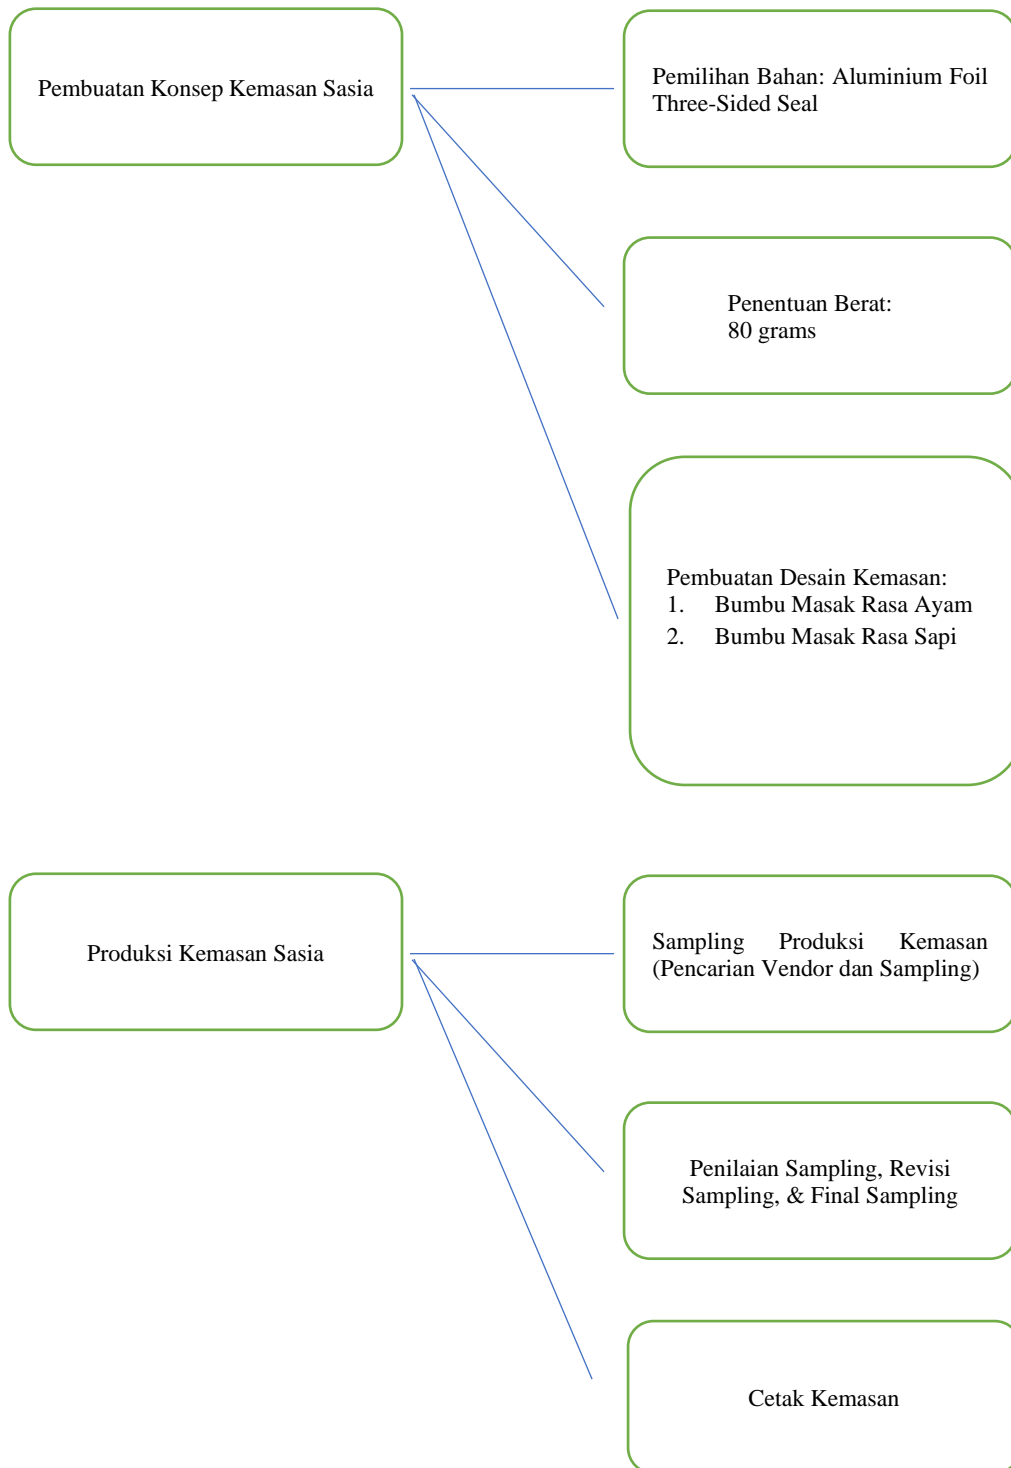 Pembuatan Konsep Kemasan Sasia
Pemilihan Bahan: Aluminium Foil
Three-Sided Seal
Penentuan Berat:
80 grams
Pembuatan Desain Kemasan:
1. Bumbu Masak Rasa Ayam
2. Bumbu Masak Rasa Sapi
Produksi Kemasan Sasia
Sampling Produksi Kemasan
(Pencarian Vendor dan Sampling)
Penilaian Sampling, Revisi
Sampling, & Final Sampling
Cetak Kemasan